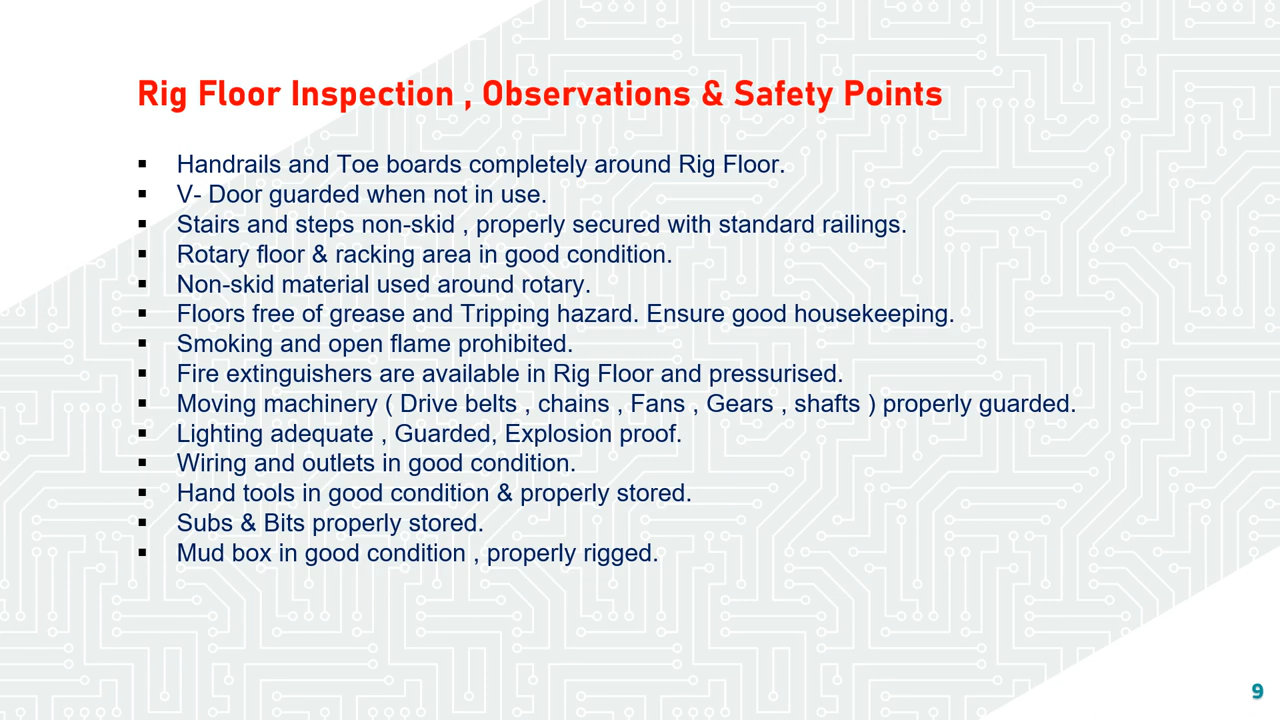 Rig Floor Inspection , Observations & Safety Points
▪ Handrails and Toe boards completely around Rig Floor.
▪ V- Door guarded when not in use.
▪ Stairs and steps non-skid , properly secured with standard railings.
▪ Rotary floor & racking area in good condition.
▪ Non-skid material used around rotary.
▪ Floors free of grease and Tripping hazard. Ensure good housekeeping.
▪ Smoking and open flame prohibited.
▪ Fire extinguishers are available in Rig Floor and pressurised.
▪ Moving machinery ( Drive belts , chains , Fans , Gears , shafts ) properly guarded.
▪ Lighting adequate , Guarded, Explosion proof.
▪ Wiring and outlets in good condition.
▪ Hand tools in good condition & properly stored.
▪ Subs & Bits properly stored.
▪ Mud box in good condition , properly rigged.
9